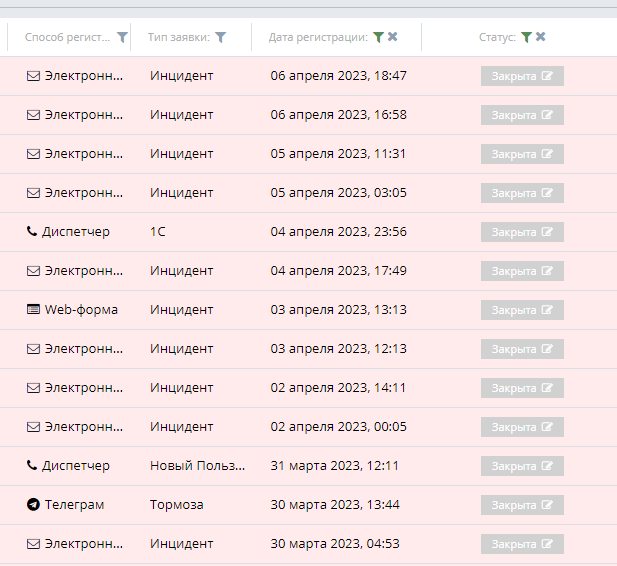 Способ регист... Тип заявки: Дата регистрации: Статус:
Электронн... Инцидент 06 апреля 2023, 18:47 Закрыта
Электронн... Инцидент 06 апреля 2023, 16:58 Закрыта
Электронн... Инцидент 05 апреля 2023, 11:31 Закрыта
Электронн... Инцидент 05 апреля 2023, 03:05 Закрыта
Диспетчер 1С 04 апреля 2023, 23:56 Закрыта
Электронн... Инцидент 04 апреля 2023, 17:49 Закрыта
Web-форма Инцидент 03 апреля 2023, 13:13 Закрыта
Электронн... Инцидент 03 апреля 2023, 12:13 Закрыта
Электронн... Инцидент 02 апреля 2023, 14:11 Закрыта
Электронн... Инцидент 02 апреля 2023, 00:05 Закрыта
Диспетчер Новый Польз... 31 марта 2023, 12:11 Закрыта
Телеграм Тормоза 30 марта 2023, 13:44 Закрыта
Электронн... Инцидент 30 марта 2023, 04:53 Закрыта